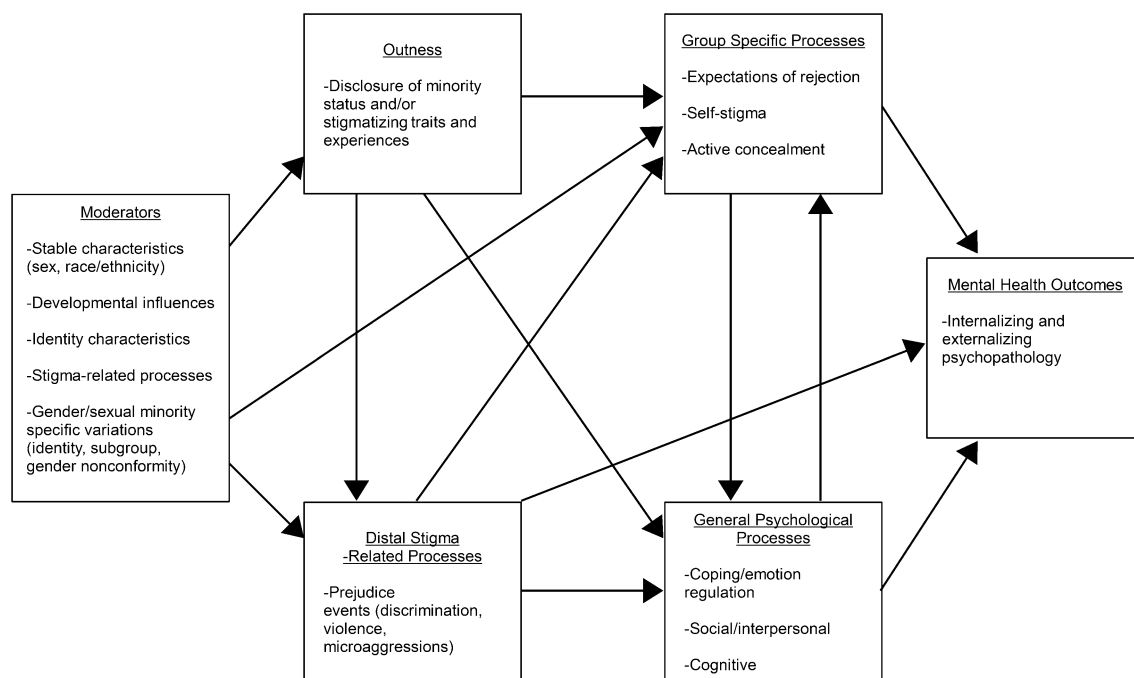 Outness
-Disclosure of minority
status and/or
stigmatizing traits and
experiences
Group Specific Processes
-Expectations of rejection
-Self-stigma
-Active concealment
Moderators
-Stable characteristics
(sex, race/ethnicity)
-Developmental influences
-Identity characteristics
-Stigma-related processes
-Gender/sexual minority
specific variations
(identity, subgroup,
gender nonconformity)
Mental Health Outcomes
-Internalizing and
externalizing
psychopathology
Distal Stigma
-Related Processes
-Prejudice
events (discrimination,
violence,
microaggressions)
General Psychological
Processes
-Coping/emotion
regulation
-Social/interpersonal
-Cognitive